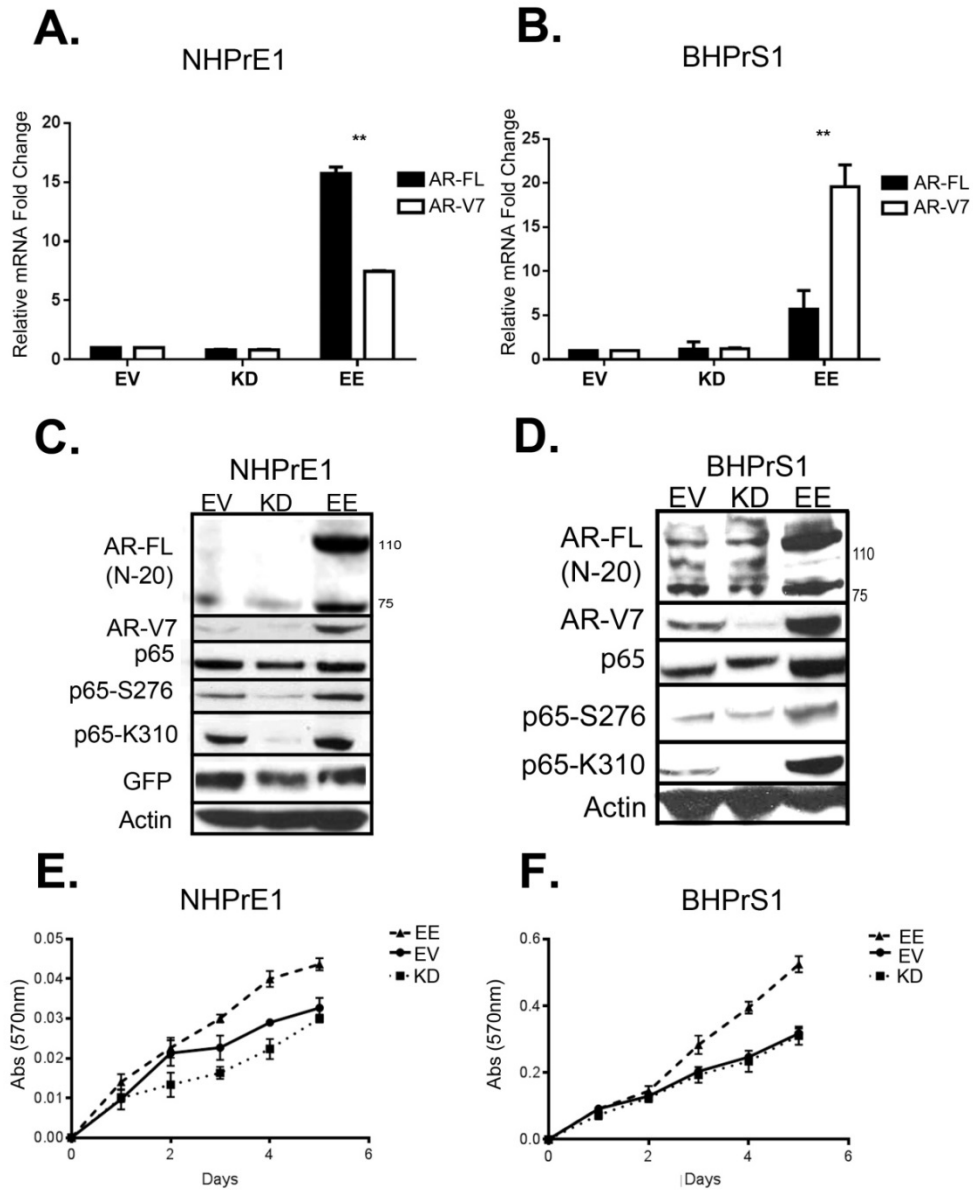 A.
NHPrE1
Relative mRNA Fold Change
20
15
10
5
0
**
EV KD EE
AR-FL
AR-V7
B.
BHPrS1
Relative mRNA Fold Change
25
20
15
10
5
0
**
EV KD EE
AR-FL
AR-V7
C.
NHPrE1
EV KD EE
AR-FL
(N-20)
110
75
AR-V7
p65
p65-S276
p65-K310
GFP
Actin
D.
BHPrS1
EV KD EE
AR-FL
(N-20)
110
75
AR-V7
p65
p65-S276
p65-K310
Actin
E.
NHPrE1
Abs (570nm)
0.05
0.04
0.03
0.02
0.01
0.00
0 2 4 6
Days
EE
EV
KD
F.
BHPrS1
Abs (570nm)
0.6
0.4
0.2
0.0
0 2 4 6
Days
EE
EV
KD